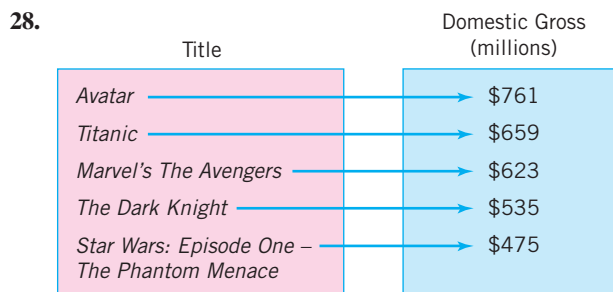 28.
Title
Domestic Gross
(millions)
Avatar
$761
Titanic
$659
Marvel's The Avengers
$623
The Dark Knight
$535
Star Wars: Episode One –
The Phantom Menace
$475